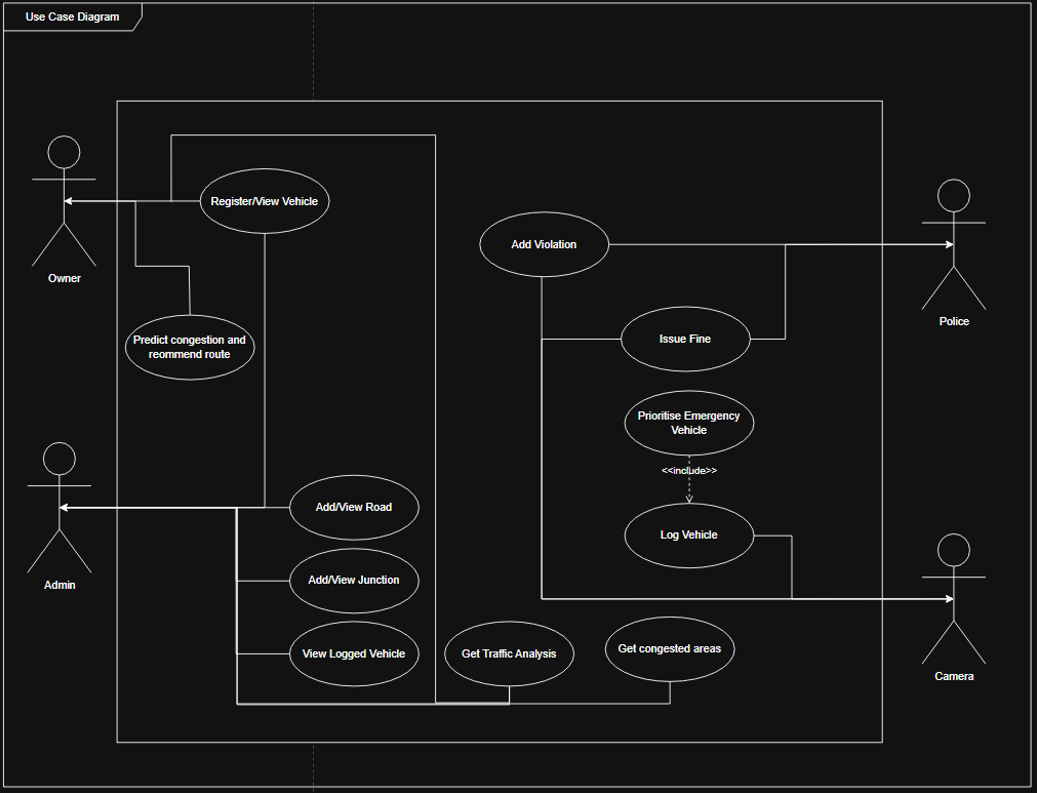 Use Case Diagram
Register/View Vehicle
Owner
Add Violation
Police
Predict congestion and
reommend route
Issue Fine
Prioritise Emergency
Vehicle
<<include>>
Add/View Road
Log Vehicle
Admin
Add/View Junction
View Logged Vehicle
Get Traffic Analysis
Get congested areas
Camera